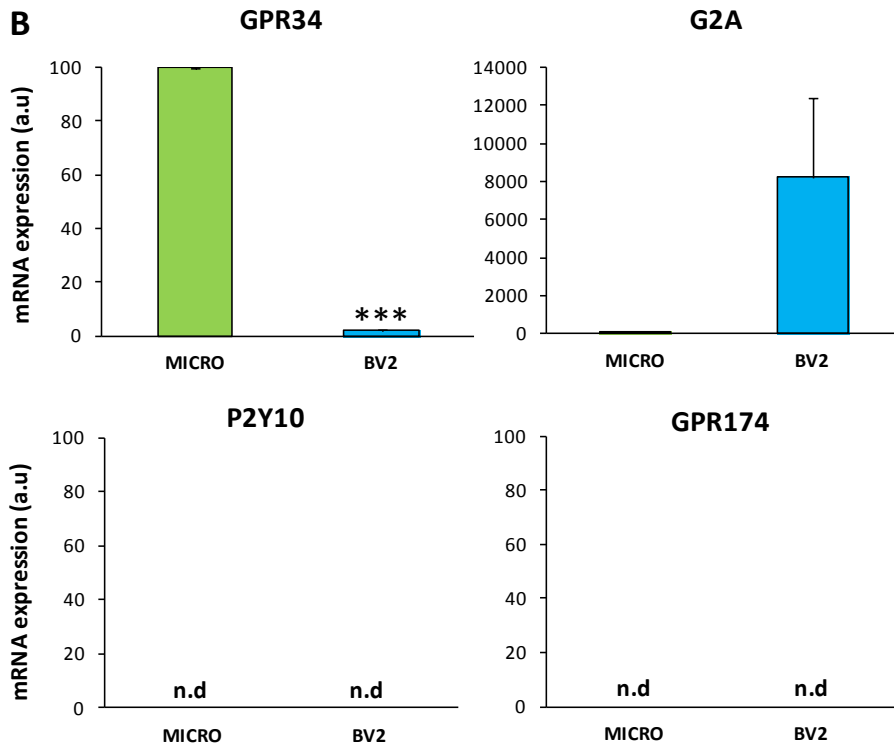 B
GPR34
mRNA expression (a.u)
100
80
60
40
20
0
***
MICRO BV2
G2A
14000
12000
10000
8000
6000
4000
2000
0
MICRO BV2
P2Y10
mRNA expression (a.u)
100
80
60
40
20
0
n.d n.d
MICRO BV2
GPR174
100
80
60
40
20
0
n.d n.d
MICRO BV2